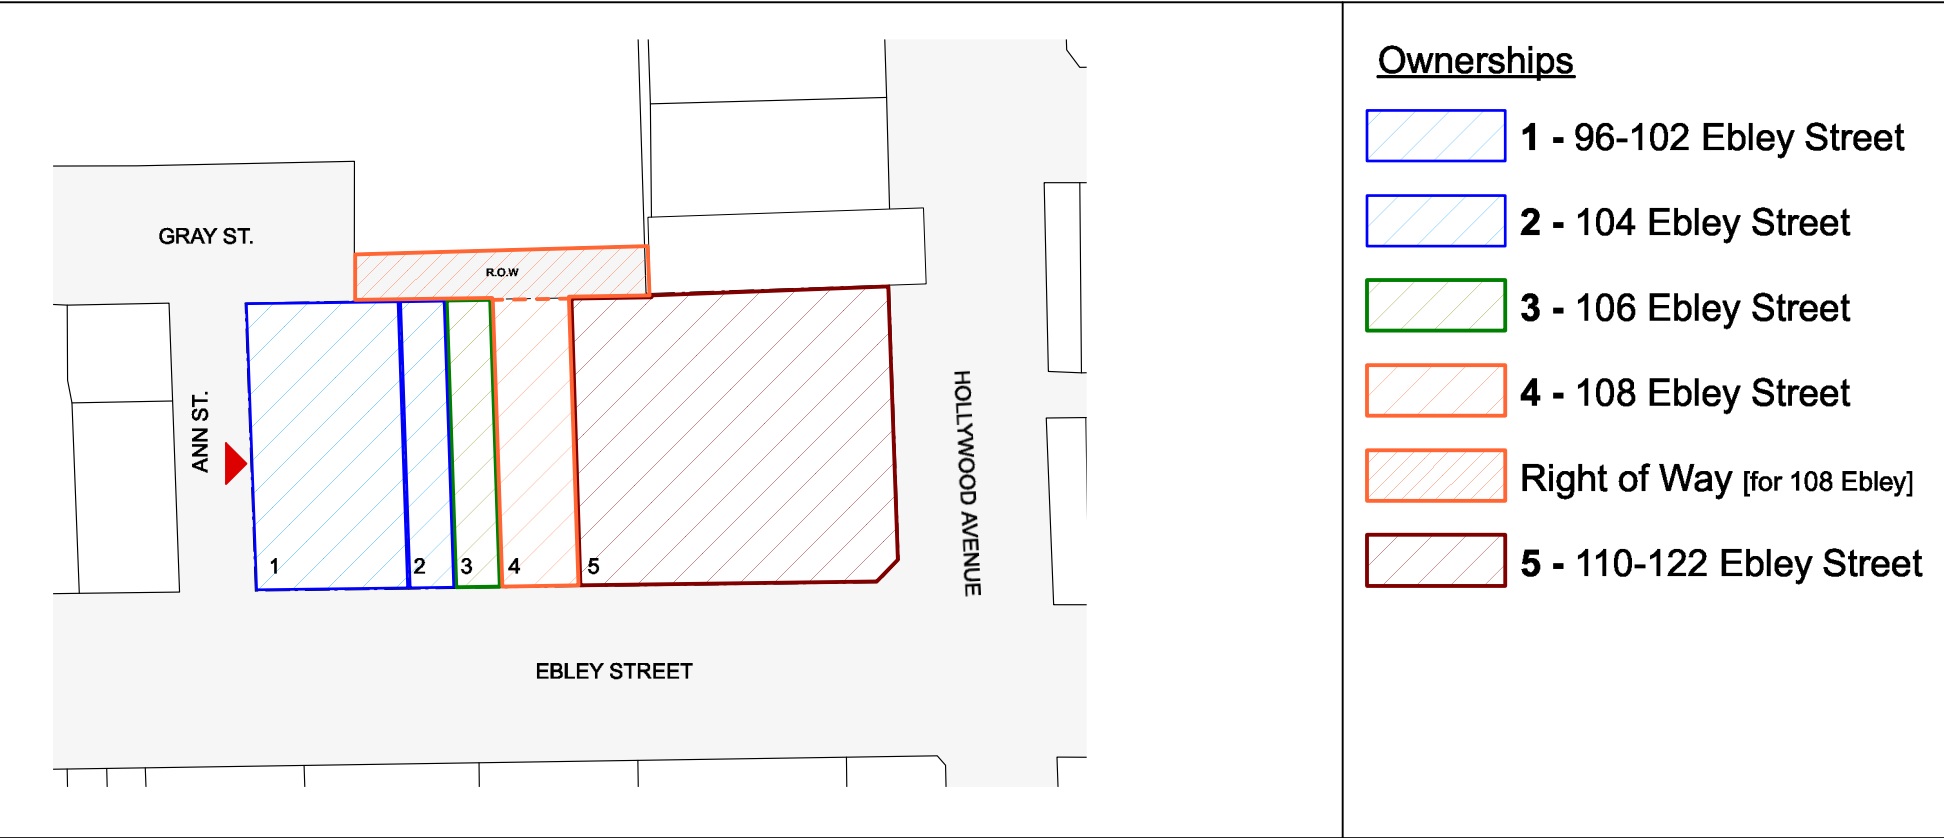 GRAY ST.
R.O.W
ANN ST.
HOLLYWOOD AVENUE
1
2
3
4
5
EBLEY STREET
Ownerships
1 - 96-102 Ebley Street
2 - 104 Ebley Street
3 - 106 Ebley Street
4 - 108 Ebley Street
Right of Way [for 108 Ebley]
5 - 110-122 Ebley Street